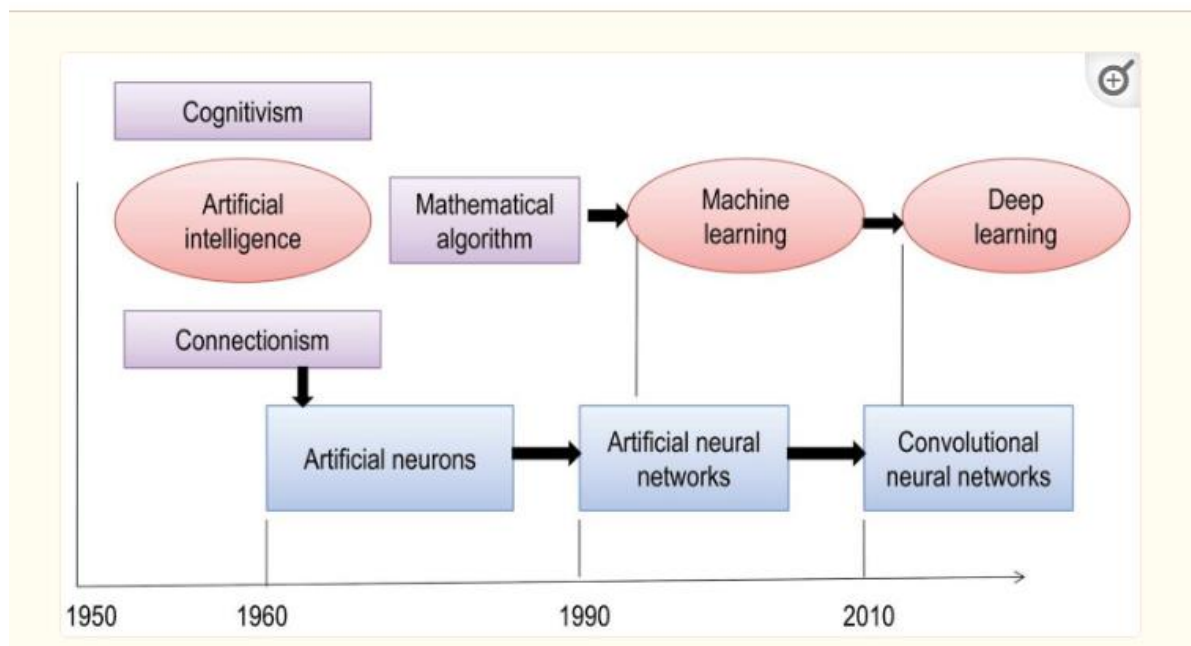 Cognitivism
Artificial
intelligence
Mathematical
algorithm
Machine
learning
Deep
learning
Connectionism
Artificial neurons
Artificial neural
networks
Convolutional
neural networks
1950
1960
1990
2010